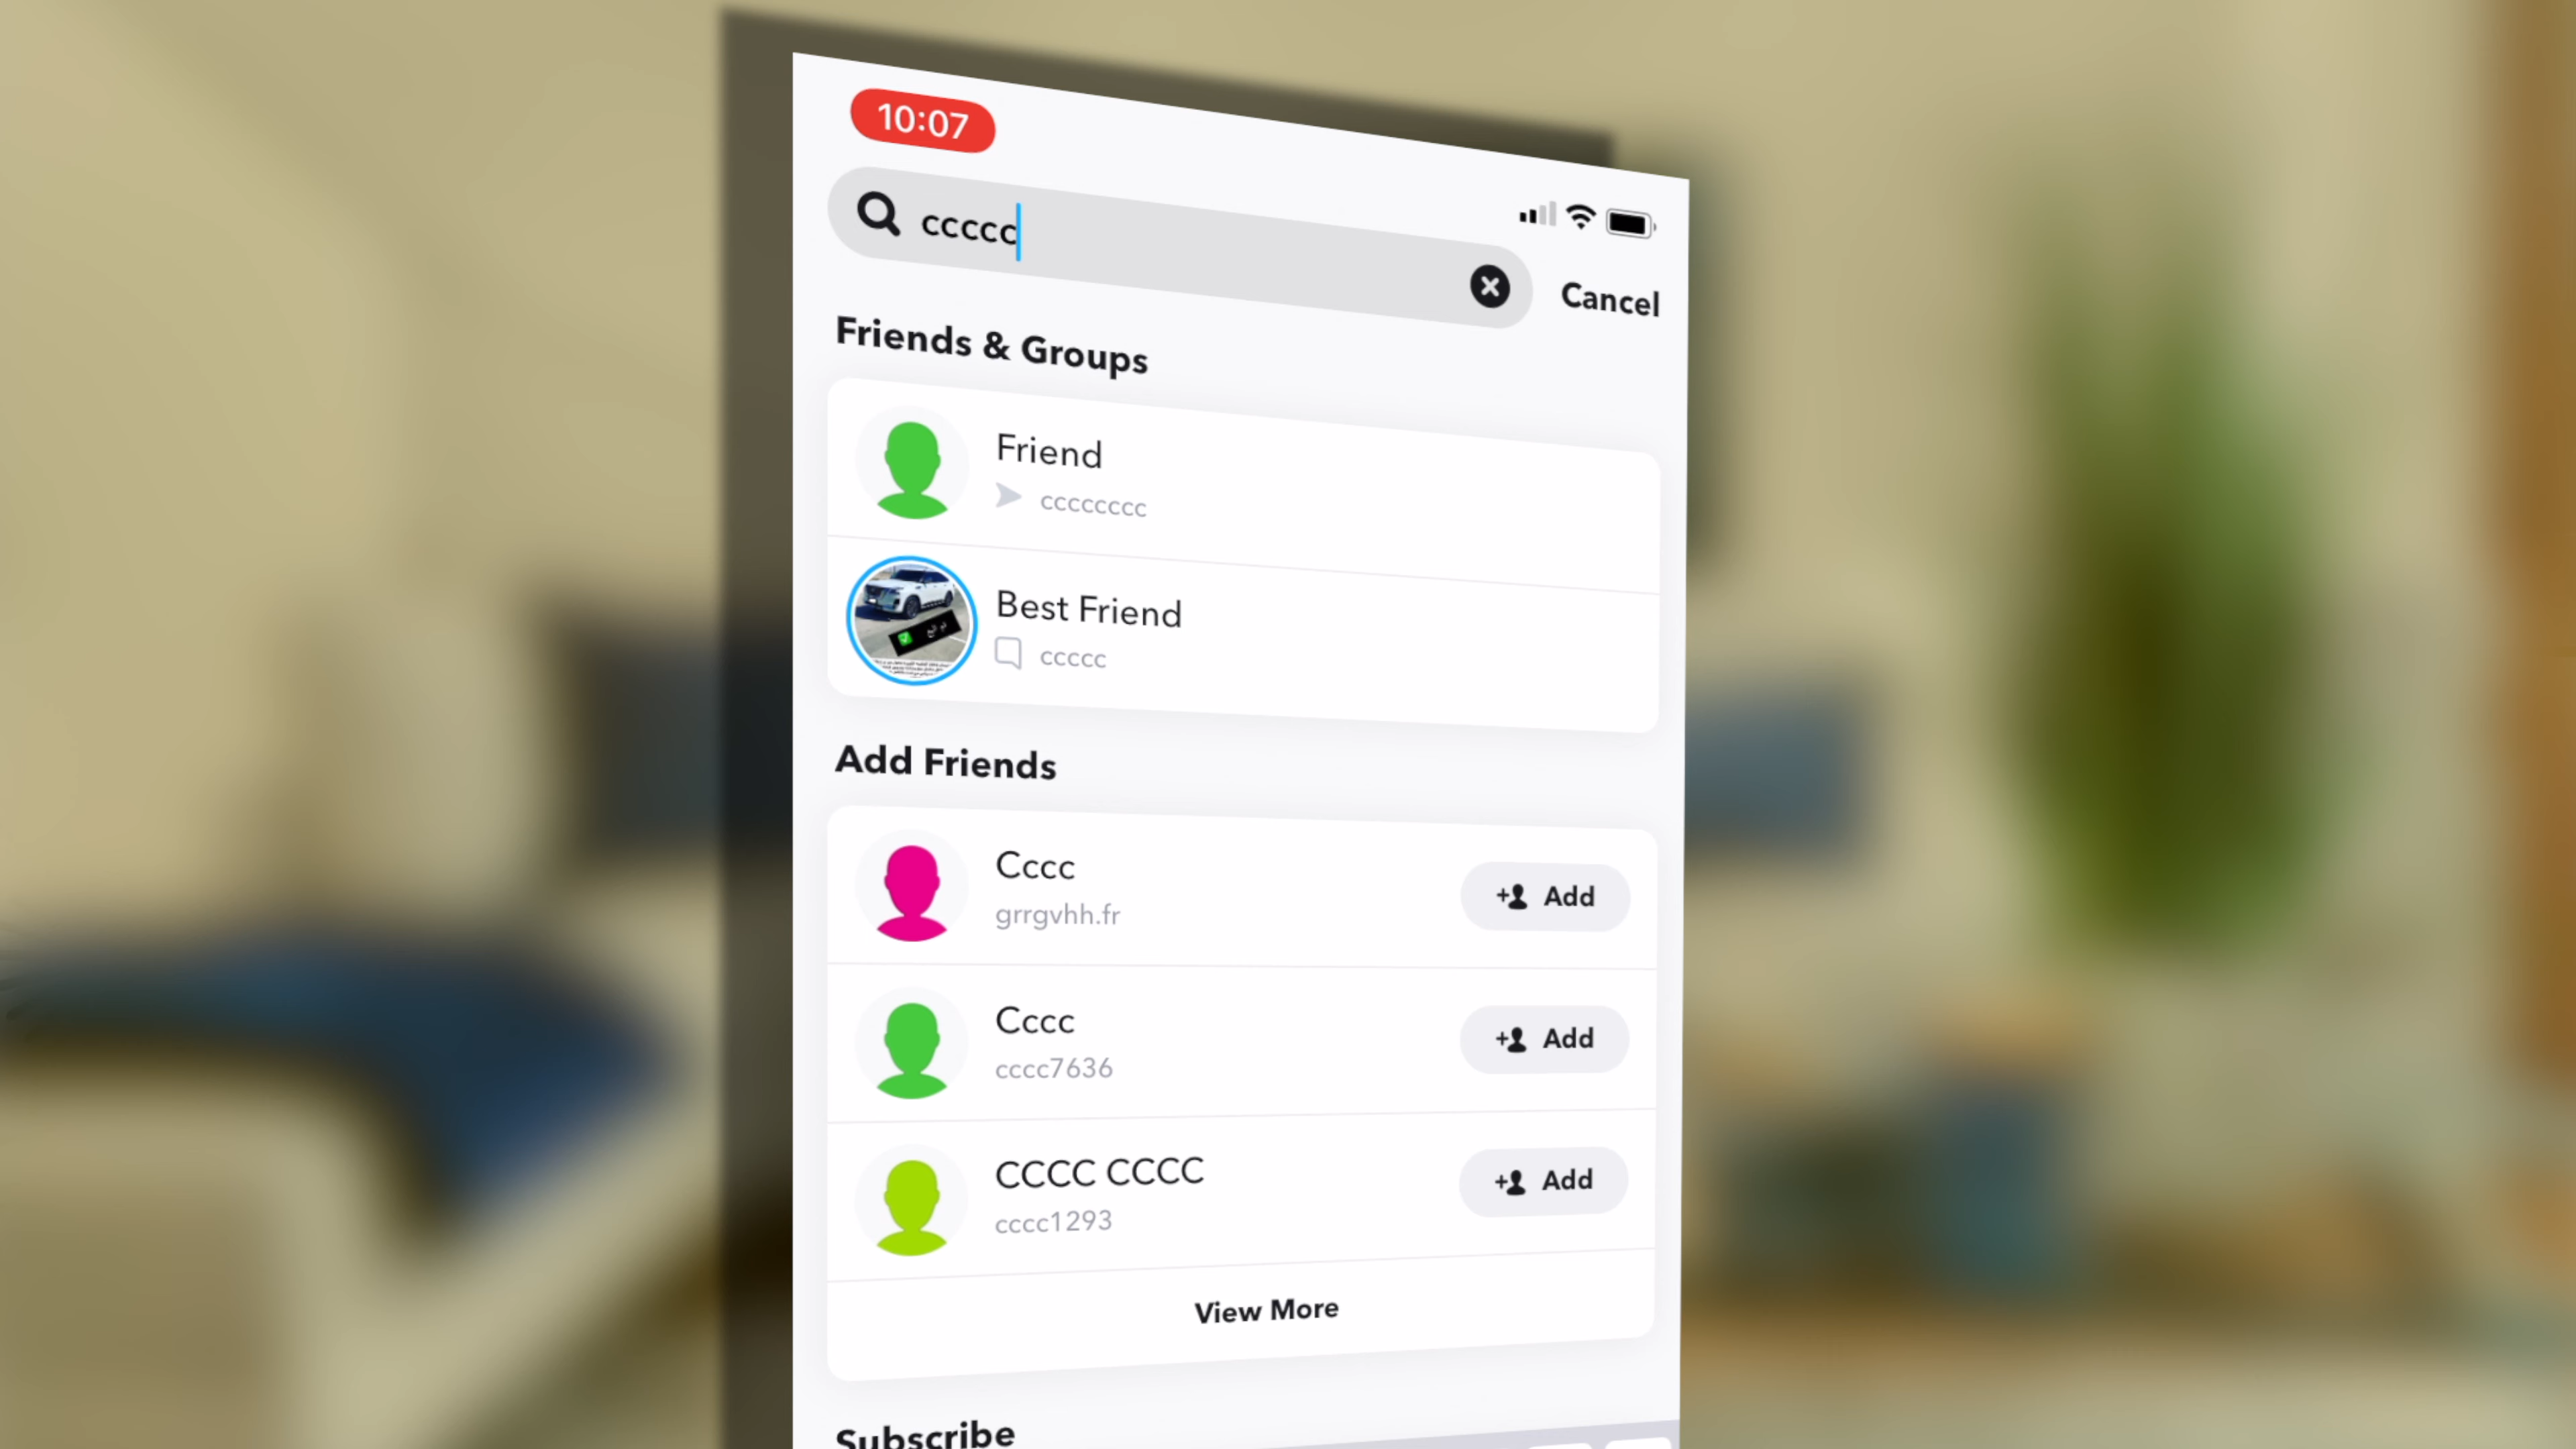 10:07
ccccc
Cancel
Friends & Groups
Friend
cccccccc
Best Friend
ccccc
Add Friends
Cccc
grrgvhh.fr
Add
Cccc
cccc7636
Add
CCCC CCCC
cccc1293
Add
View More
Subscribe